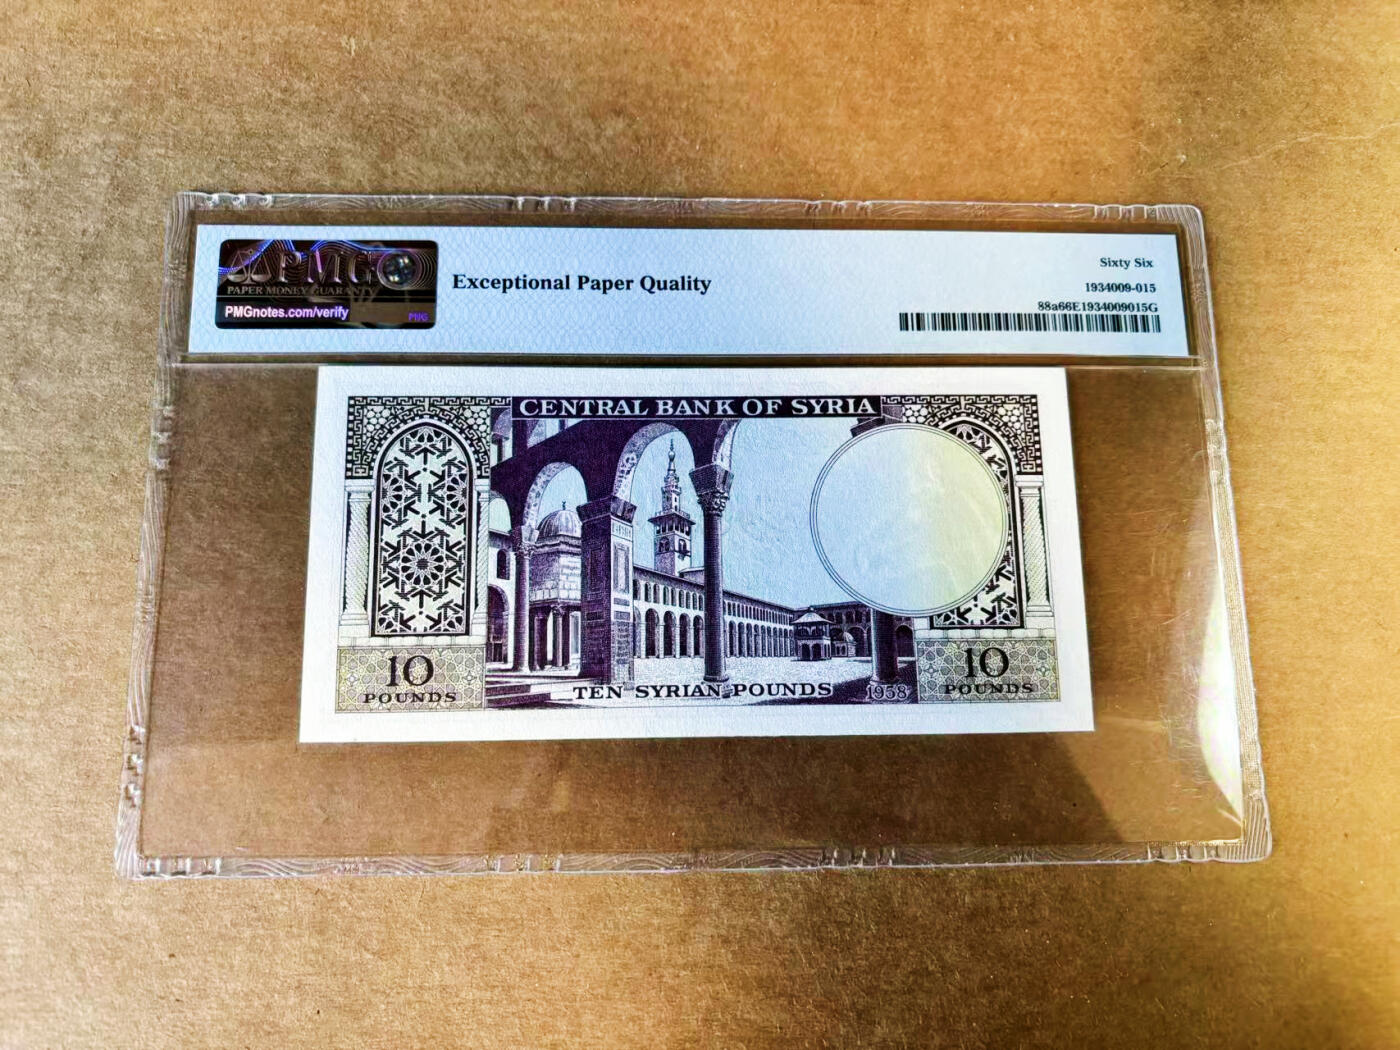 PMG
PAPER MONEY GUARANTY
PMGnotes.com/verify
PMG
Exceptional Paper Quality
Sixty Six
1934009-015
88a66E1934009015G
CENTRAL BANK OF SYRIA
10
POUNDS
TEN SYRIAN POUNDS
1958
10
POUNDS